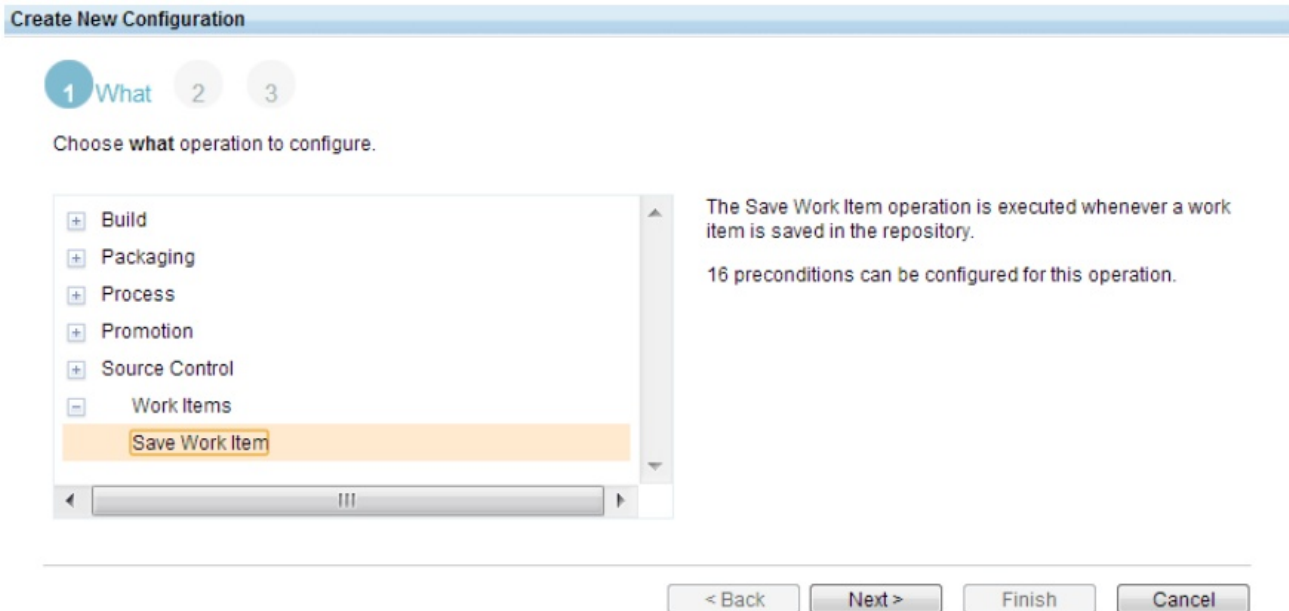 Create New Configuration
1 What 2 3
Choose what operation to configure.
Build
Packaging
Process
Promotion
Source Control
Work Items
Save Work Item
The Save Work Item operation is executed whenever a work
item is saved in the repository.
16 preconditions can be configured for this operation.
< Back Next > Finish Cancel